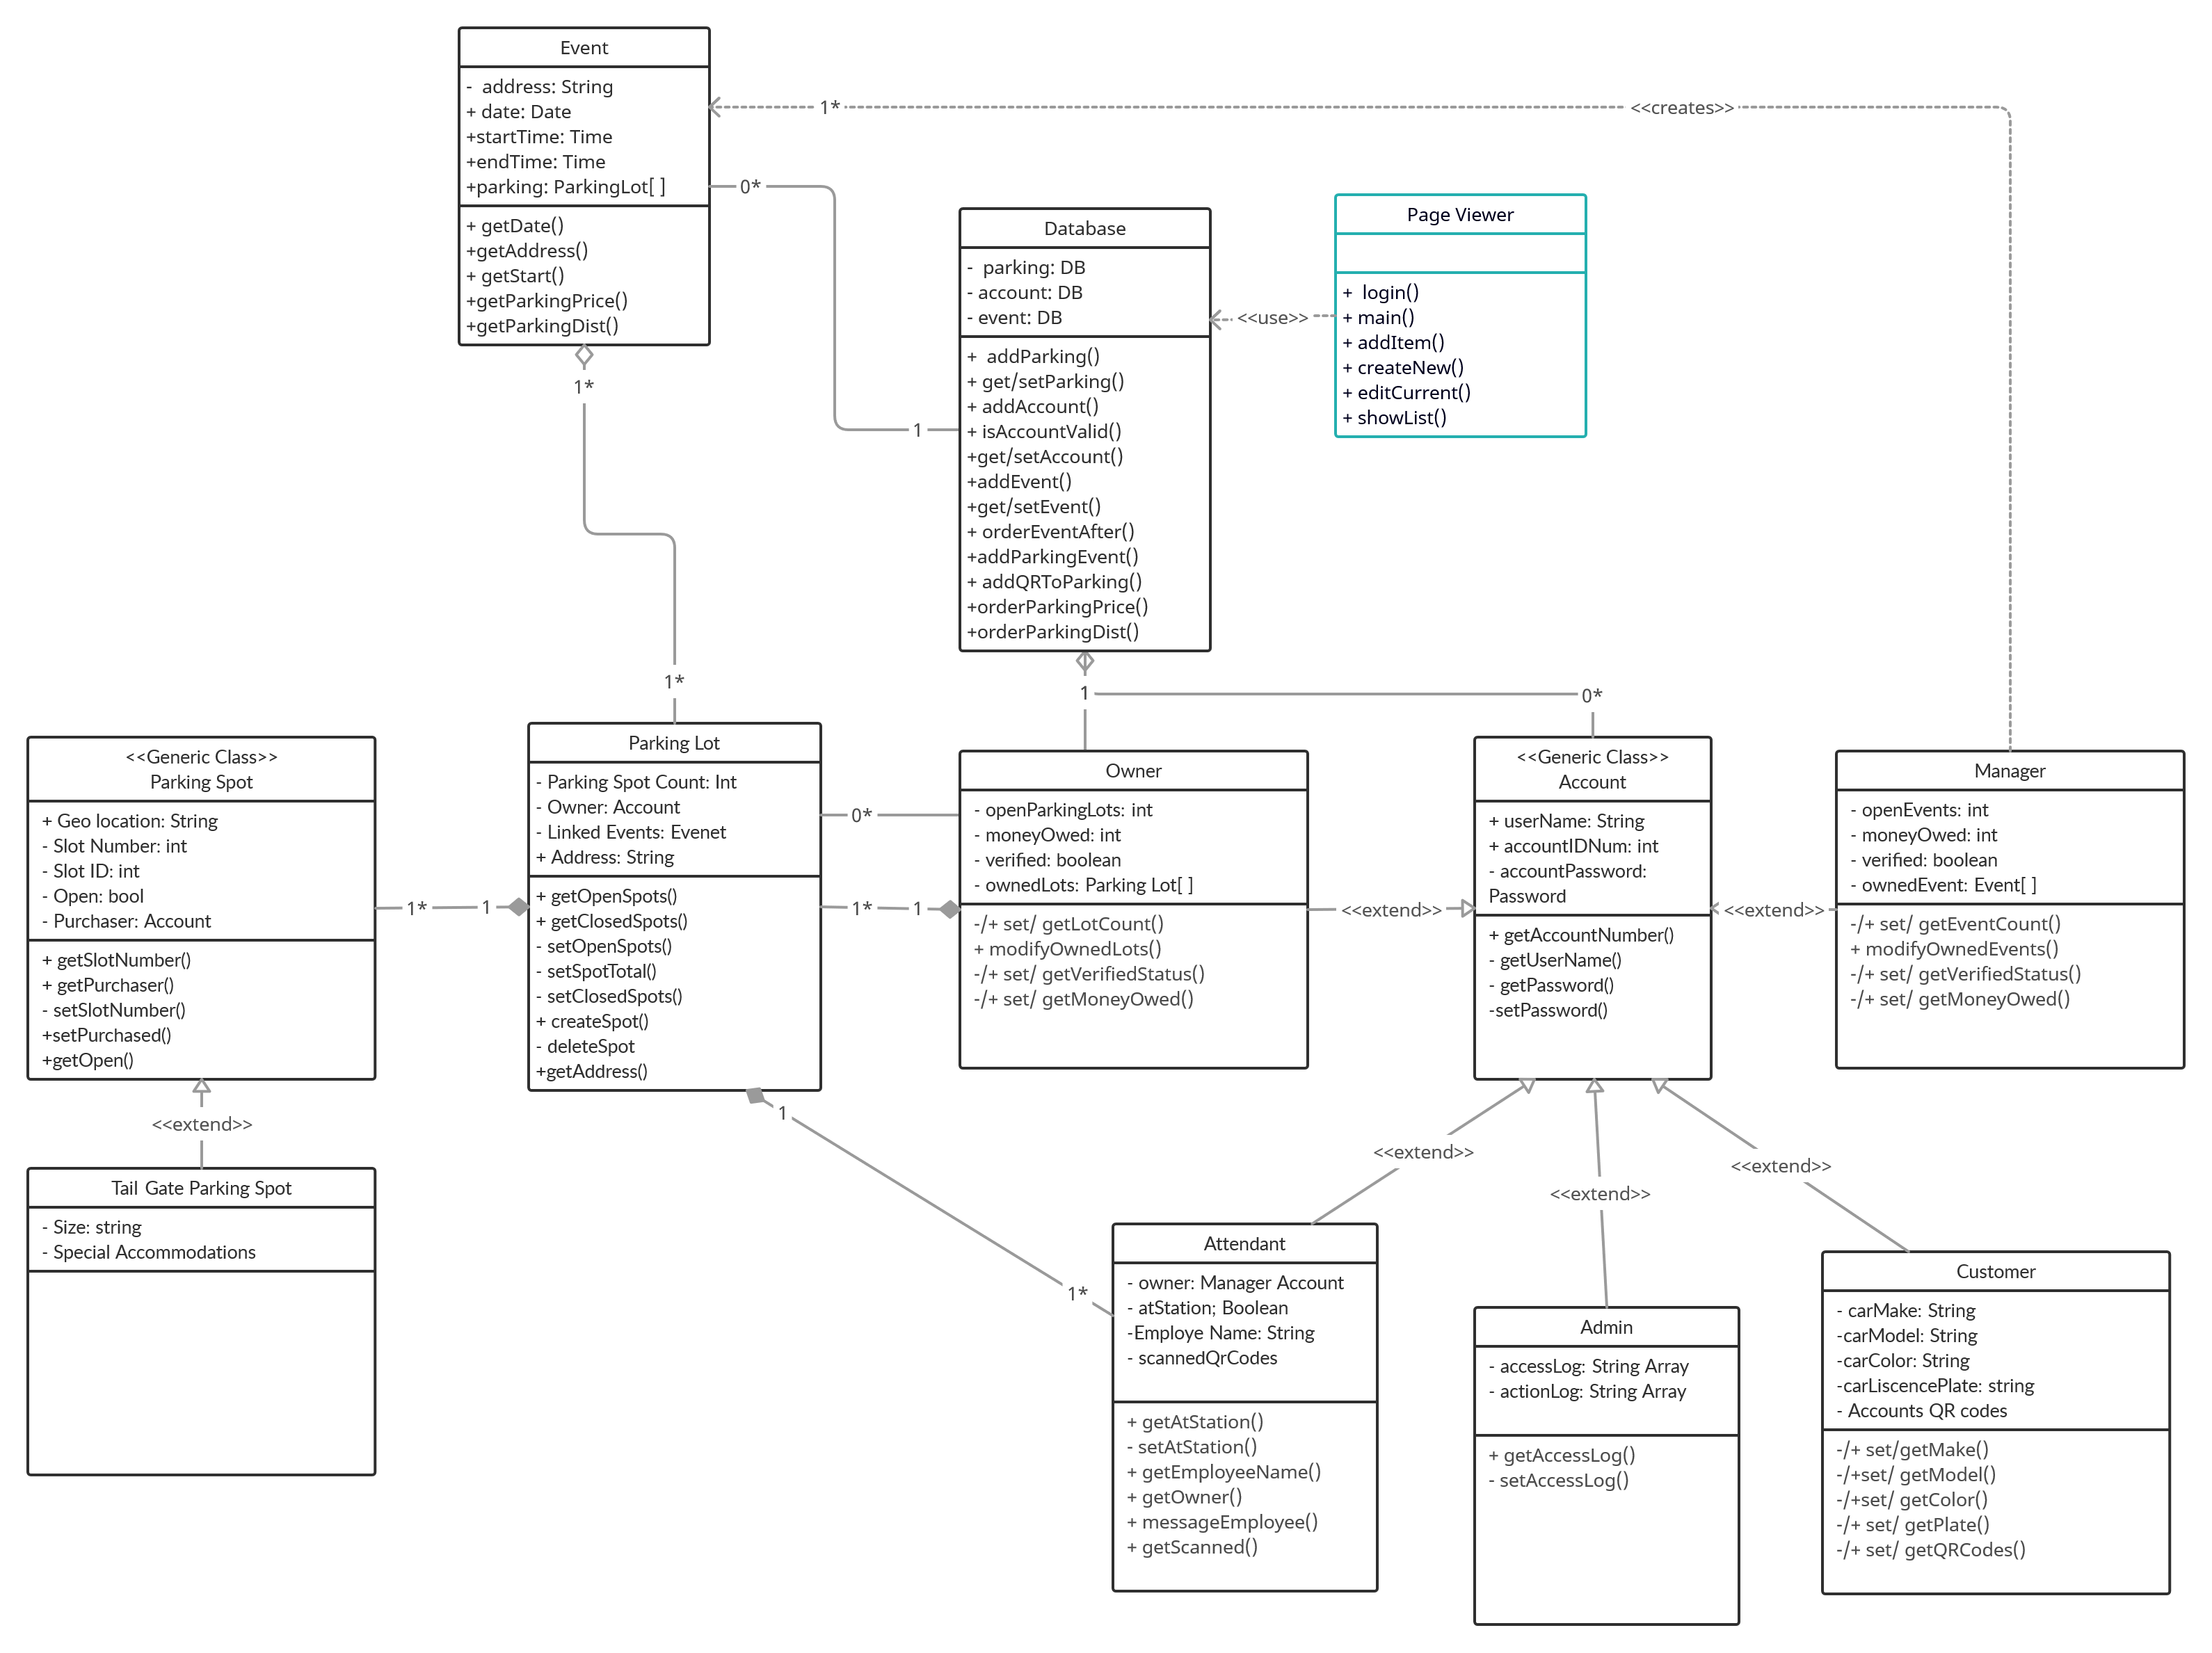 Event
- address: String
+ date: Date
+startTime: Time
+endTime: Time
+parking: ParkingLot[ ]
+ getDate()
+getAddress()
+ getStart()
+getParkingPrice()
+getParkingDist()
1*
<<creates>>
0*
1
1*
1*
Database
- parking: DB
- account: DB
- event: DB
+ addParking()
+ get/setParking()
+ addAccount()
+ isAccountValid()
+get/setAccount()
+addEvent()
+get/setEvent()
+ orderEventAfter()
+addParkingEvent()
+ addQRToParking()
+orderParkingPrice()
+orderParkingDist()
<<use>>
Page Viewer
+ login()
+ main()
+ addItem()
+ createNew()
+ editCurrent()
+ showList()
1
0*
<<Generic Class>>
Parking Spot
+ Geo location: String
- Slot Number: int
- Slot ID: int
- Open: bool
- Purchaser: Account
+ getSlotNumber()
+ getPurchaser()
- setSlotNumber()
+setPurchased()
+getOpen()
1*
1
Parking Lot
- Parking Spot Count: Int
- Owner: Account
- Linked Events: Evenet
+ Address: String
+ getOpenSpots()
+ getClosedSpots()
- setOpenSpots()
- setSpotTotal()
- setClosedSpots()
+ createSpot()
- deleteSpot
+getAddress()
0*
1*
1
Owner
- openParkingLots: int
- moneyOwed: int
- verified: boolean
- ownedLots: Parking Lot[ ]
-/+ set/ getLotCount()
+ modifyOwnedLots()
-/+ set/ getVerifiedStatus()
-/+ set/ getMoneyOwed()
<<extend>>
<<Generic Class>>
Account
+ userName: String
+ accountIDNum: int
- accountPassword:
Password
+ getAccountNumber()
- getUserName()
- getPassword()
-setPassword()
<<extend>>
Manager
- openEvents: int
- moneyOwed: int
- verified: boolean
- ownedEvent: Event[ ]
-/+ set/ getEventCount()
+ modifyOwnedEvents()
-/+ set/ getVerifiedStatus()
-/+ set/ getMoneyOwed()
<<extend>>
Tail Gate Parking Spot
- Size: string
- Special Accommodations
1
1*
<<extend>>
<<extend>>
<<extend>>
Attendant
- owner: Manager Account
- atStation; Boolean
-Employe Name: String
- scannedQrCodes
+ getAtStation()
- setAtStation()
+ getEmployeeName()
+ getOwner()
+ messageEmployee()
+ getScanned()
Admin
- accessLog: String Array
- actionLog: String Array
+ getAccessLog()
- setAccessLog()
Customer
- carMake: String
-carModel: String
-carColor: String
-carLiscencePlate: string
- Accounts QR codes
-/+ set/getMake()
-/+set/ getModel()
-/+set/ getColor()
-/+ set/ getPlate()
-/+ set/ getQRCodes()